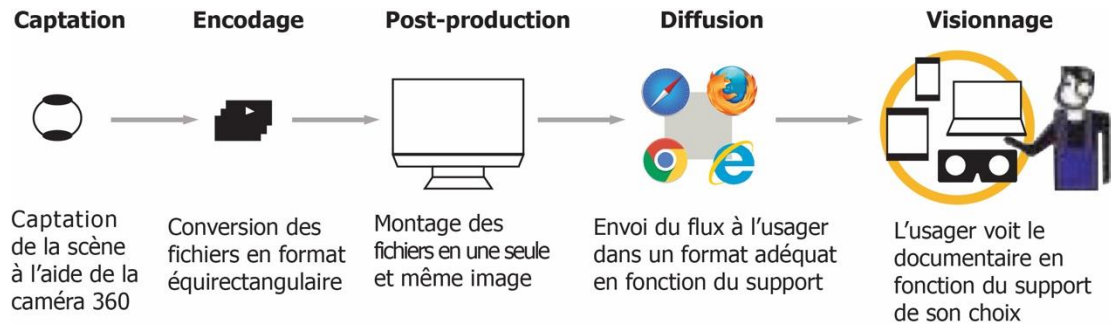 Captation
Encodage
Post-production
Diffusion
Visionnage
Captation
de la scène
à l'aide de la
caméra 360
Conversion des
fichiers en format
équirectangulaire
Montage des
fichiers en une seule
et même image
Envoi du flux à l'usager
dans un format adéquat
en fonction du support
L'usager voit le
documentaire en
fonction du support
de son choix